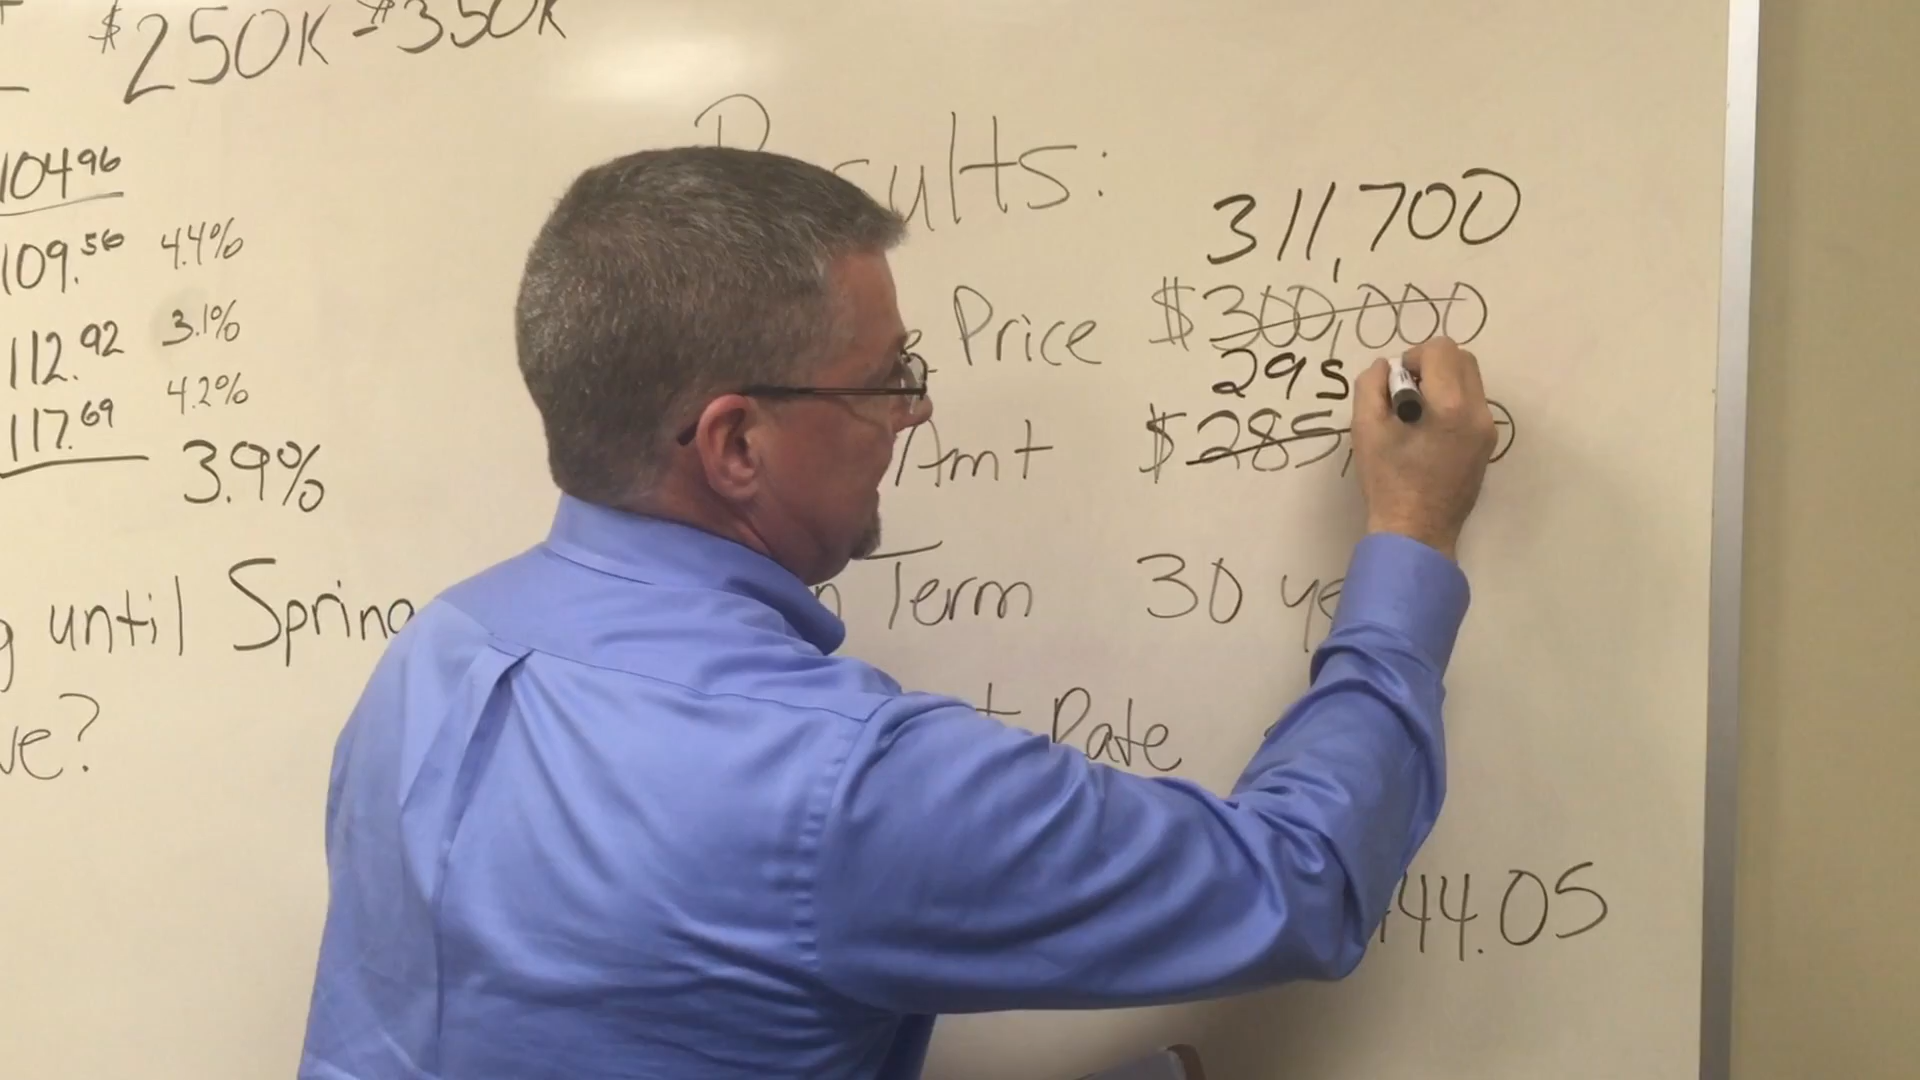 $250K - $350K
104.96
109.56 4.4%
112.92 3.1%
117.69 4.2%
3.9%
until Spring
ve?
Results:
311,700
Price $300,000
295
Amt $285,
Term 30 ye
Rate
44.05